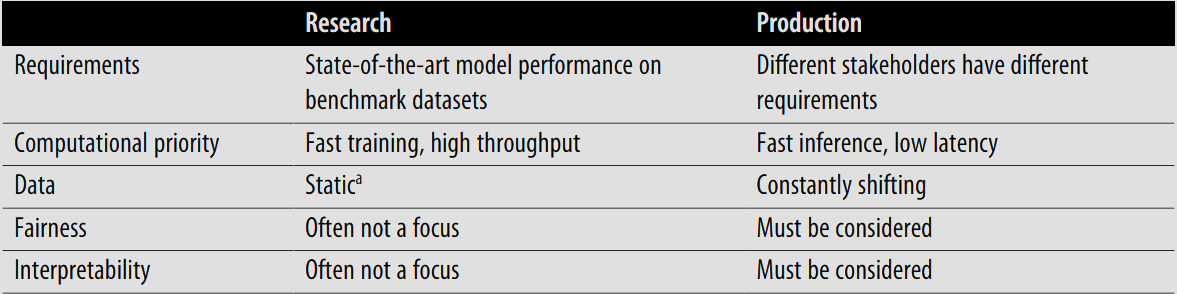 Research Production
Requirements State-of-the-art model performance on Different stakeholders have different
benchmark datasets requirements
Computational priority Fast training, high throughput Fast inference, low latency
Data Staticᵃ Constantly shifting
Fairness Often not a focus Must be considered
Interpretability Often not a focus Must be considered